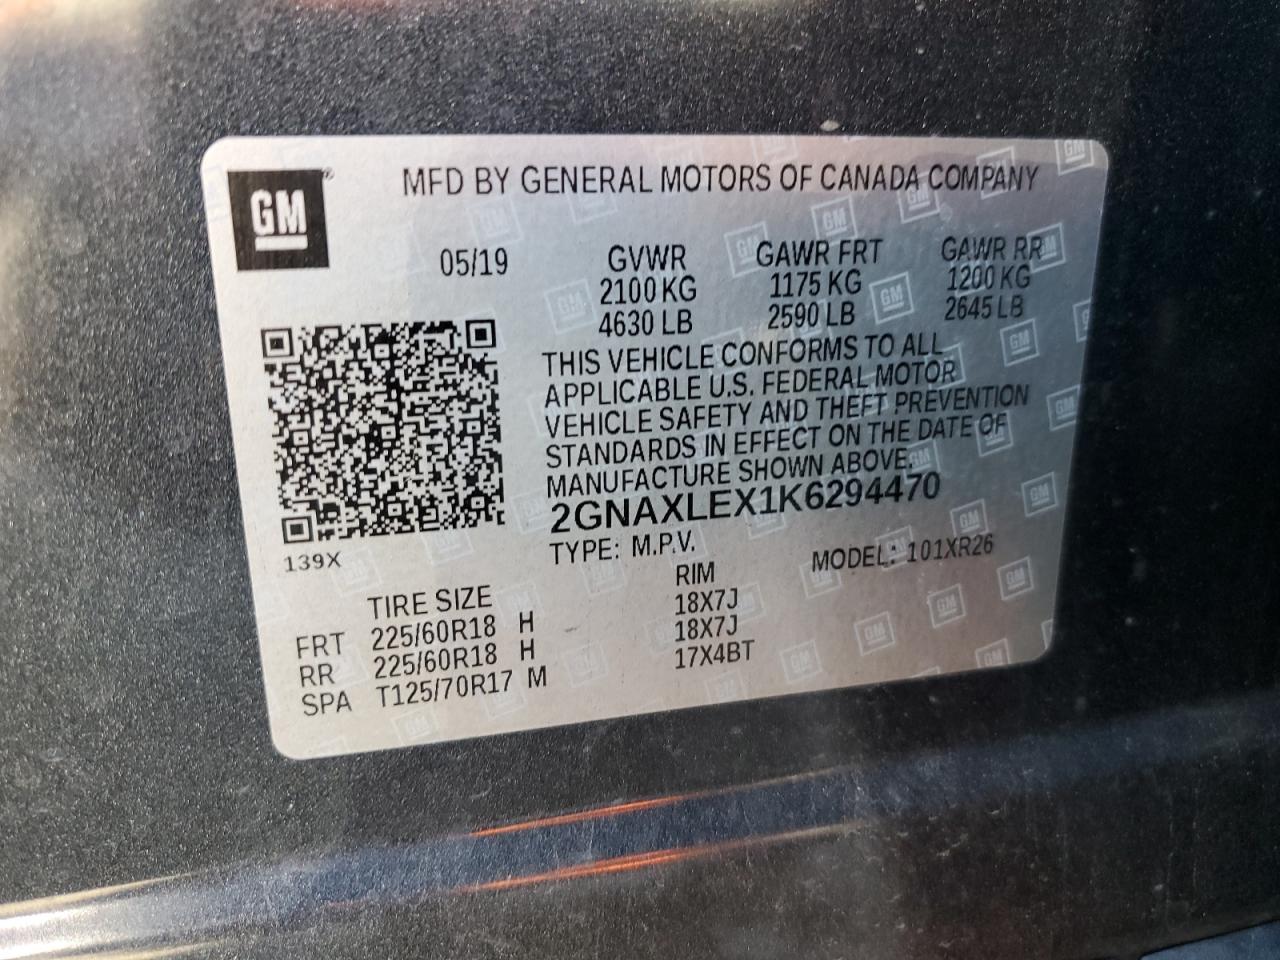 GM®
MFD BY GENERAL MOTORS OF CANADA COMPANY
05/19 GVWR GAWR FRT GAWR RR
2100 KG 1175 KG 1200 KG
4630 LB 2590 LB 2645 LB
THIS VEHICLE CONFORMS TO ALL
APPLICABLE U.S. FEDERAL MOTOR
VEHICLE SAFETY AND THEFT PREVENTION
STANDARDS IN EFFECT ON THE DATE OF
MANUFACTURE SHOWN ABOVE.
2GNAXLEX1K6294470
139X
TYPE: M.P.V. MODEL: 101XR26
TIRE SIZE RIM
FRT 225/60R18 H 18X7J
RR 225/60R18 H 18X7J
SPA T125/70R17 M 17X4BT